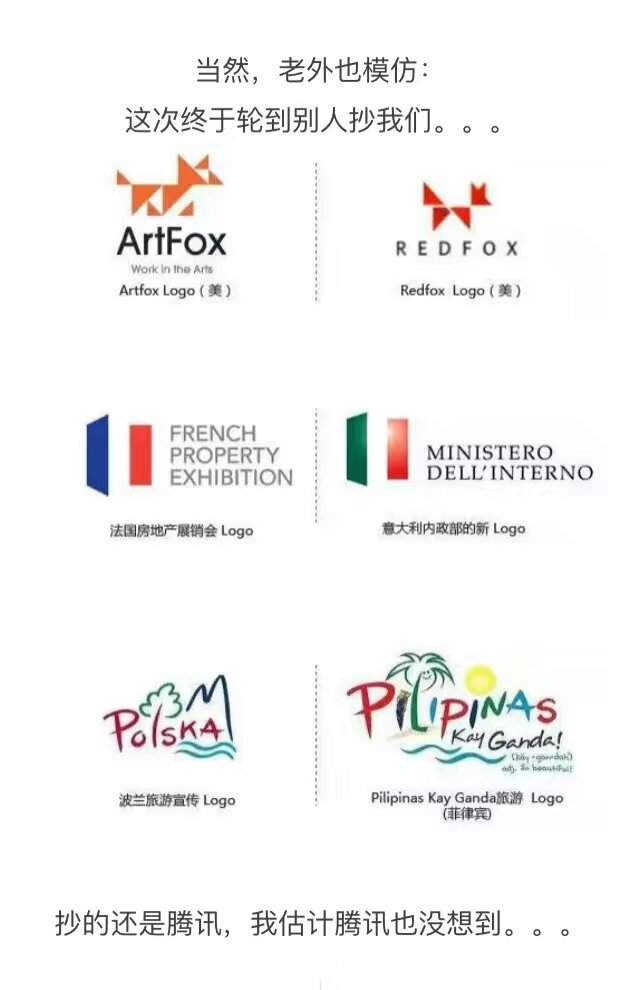 当然，老外也模仿：
这次终于轮到别人抄我们。。。
ArtFox
Work in the Arts
Artfox Logo（美）
REDFOX
Redfox Logo（美）
FRENCH
PROPERTY
EXHIBITION
法国房地产展销会 Logo
MINISTERO
DELL'INTERNO
意大利内政部的新 Logo
POLSKA
波兰旅游宣传 Logo
PILIPINAS
Kay Ganda!
(káy·gandáh)
adj. So beautiful!
Pilipinas Kay Ganda旅游 Logo
(菲律宾)
抄的还是腾讯，我估计腾讯也没想到。。。